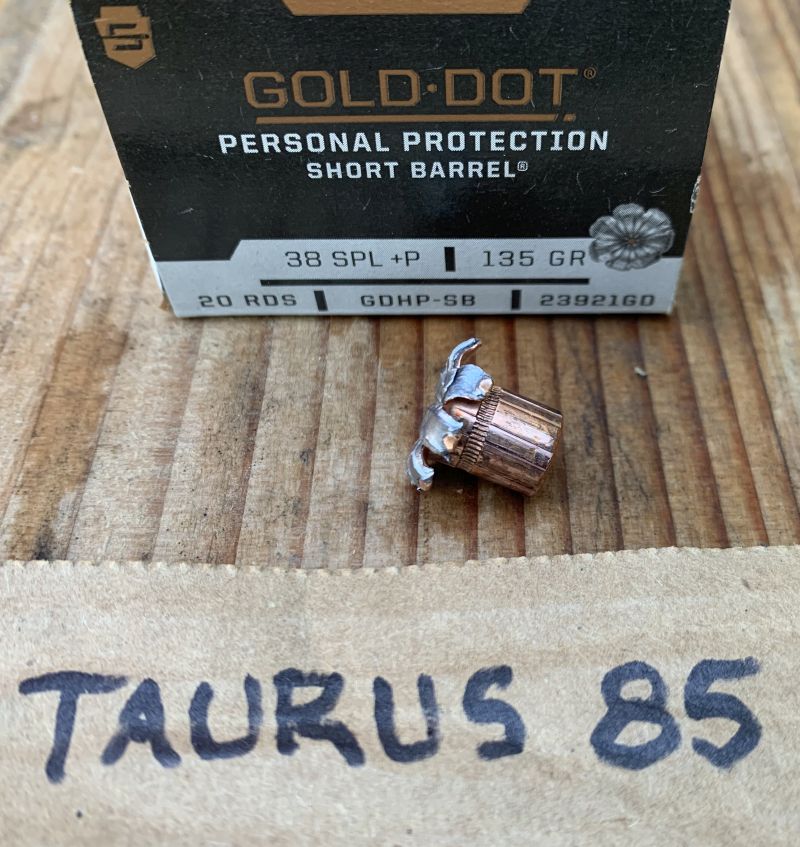 GOLD·DOT®
PERSONAL PROTECTION
SHORT BARREL®
38 SPL +P | 135 GR
20 RDS | GDHP-SB | 23921GD
TAURUS 85